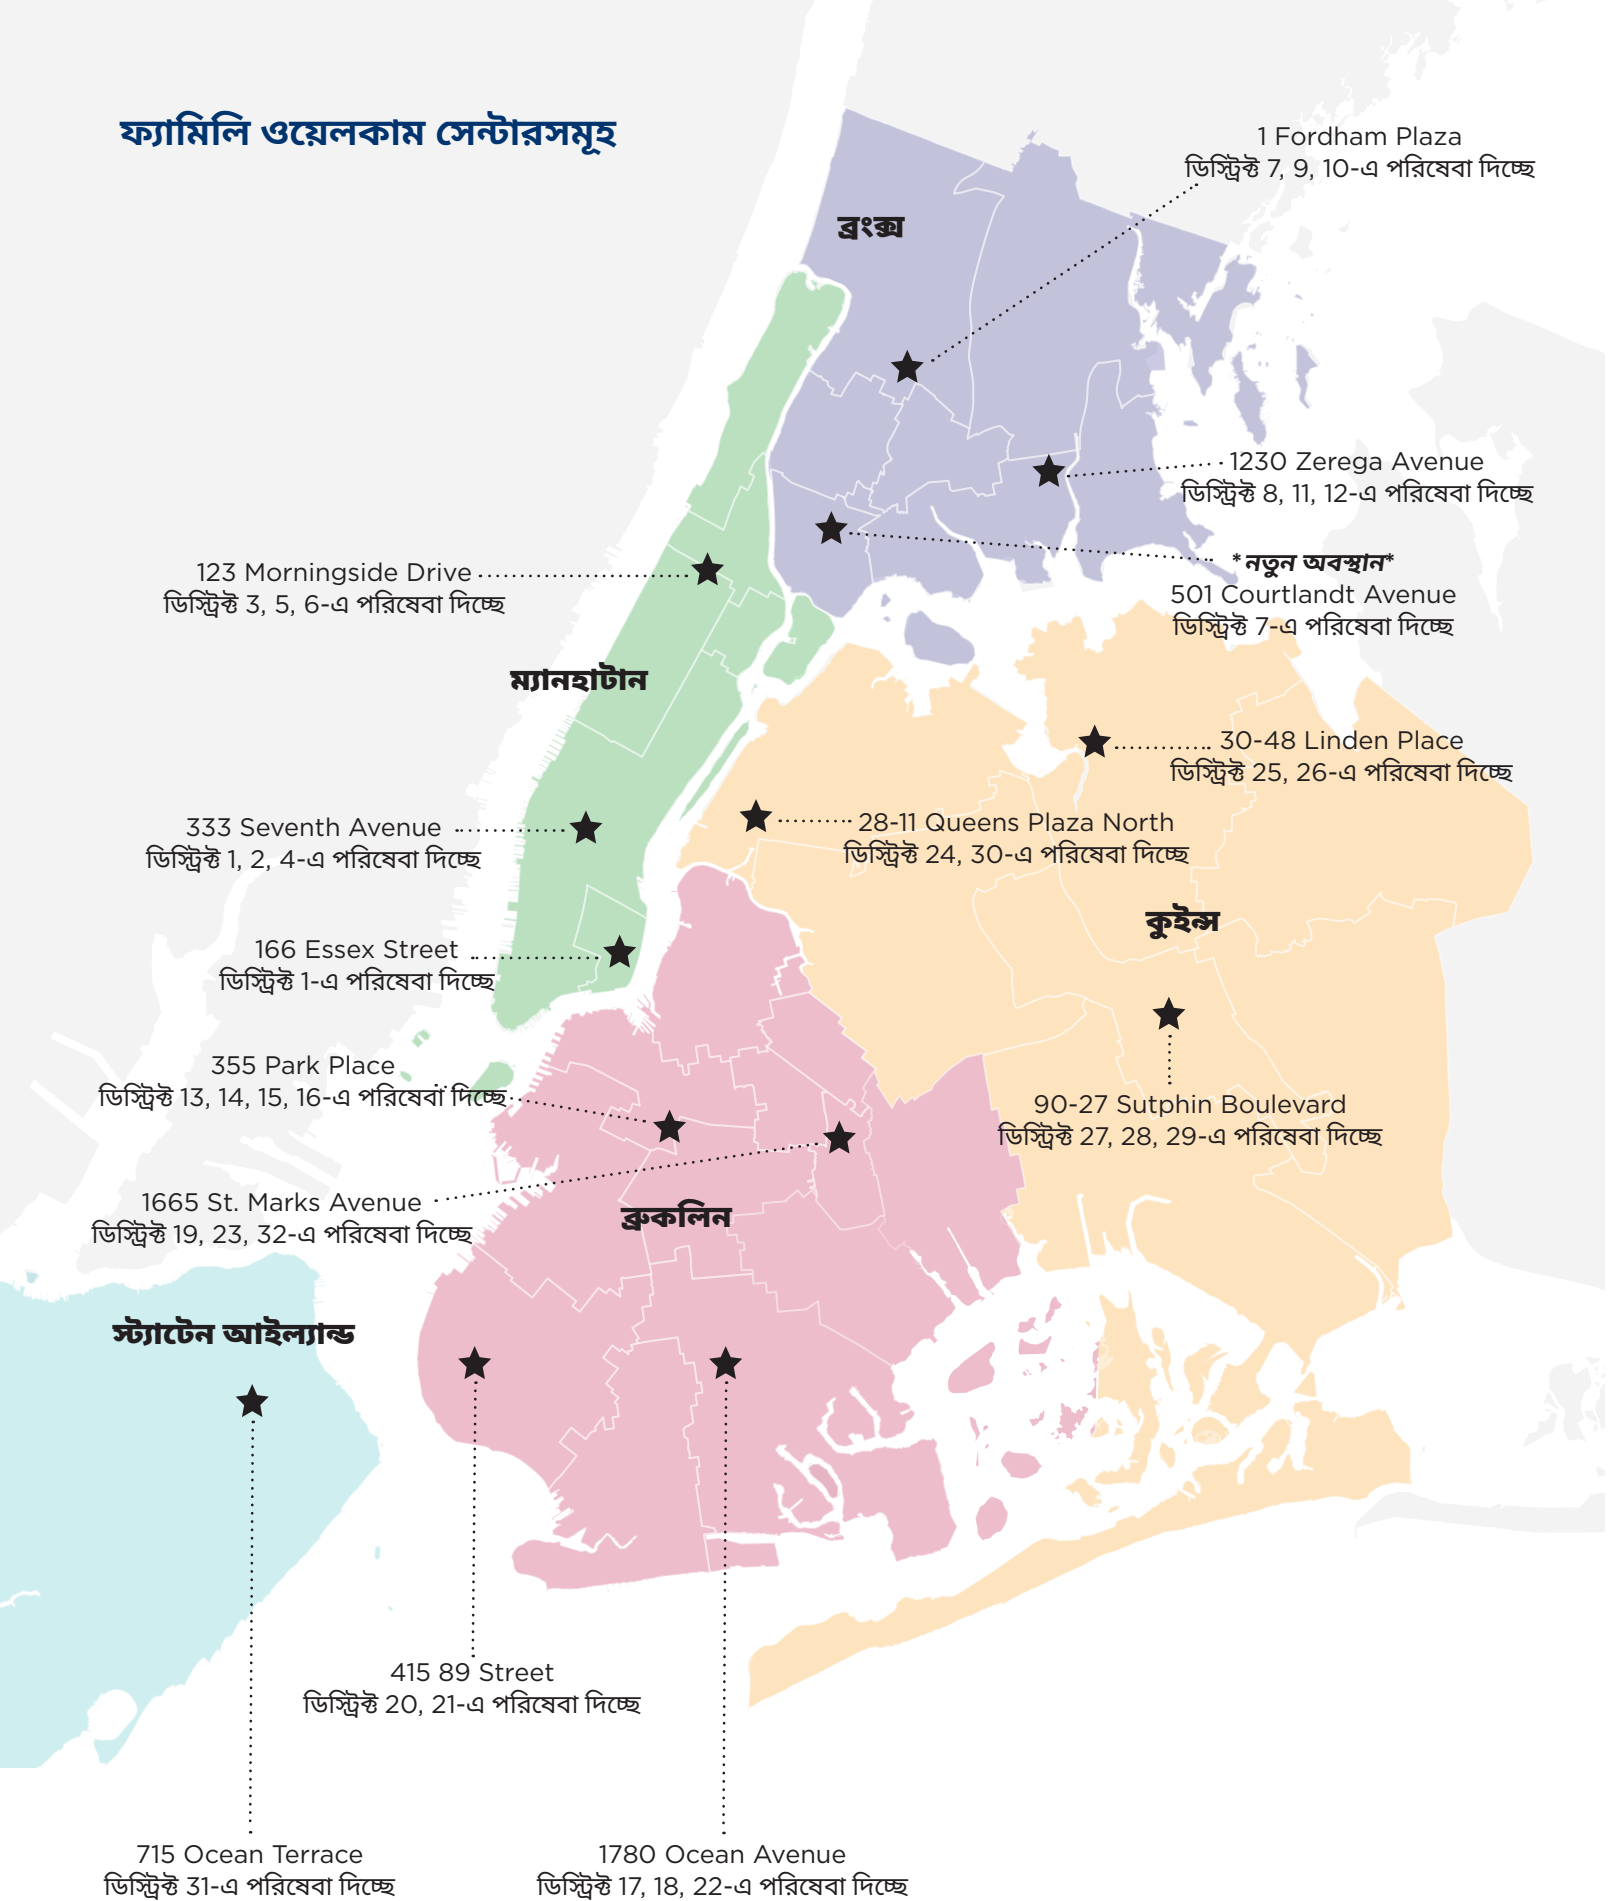 ফ্যামিলি ওয়েলকাম সেন্টারসমূহ
1 Fordham Plaza
ডিস্ট্রিক্ট 7, 9, 10-এ পরিষেবা দিচ্ছে
ব্রংক্স
1230 Zerega Avenue
ডিস্ট্রিক্ট 8, 11, 12-এ পরিষেবা দিচ্ছে
*নতুন অবস্থান*
501 Courtlandt Avenue
ডিস্ট্রিক্ট 7-এ পরিষেবা দিচ্ছে
123 Morningside Drive
ডিস্ট্রিক্ট 3, 5, 6-এ পরিষেবা দিচ্ছে
ম্যানহাটান
30-48 Linden Place
ডিস্ট্রিক্ট 25, 26-এ পরিষেবা দিচ্ছে
333 Seventh Avenue
ডিস্ট্রিক্ট 1, 2, 4-এ পরিষেবা দিচ্ছে
28-11 Queens Plaza North
ডিস্ট্রিক্ট 24, 30-এ পরিষেবা দিচ্ছে
কুইন্স
166 Essex Street
ডিস্ট্রিক্ট 1-এ পরিষেবা দিচ্ছে
355 Park Place
ডিস্ট্রিক্ট 13, 14, 15, 16-এ পরিষেবা দিচ্ছে
90-27 Sutphin Boulevard
ডিস্ট্রিক্ট 27, 28, 29-এ পরিষেবা দিচ্ছে
1665 St. Marks Avenue
ডিস্ট্রিক্ট 19, 23, 32-এ পরিষেবা দিচ্ছে
ব্রুকলিন
স্ট্যাটেন আইল্যান্ড
415 89 Street
ডিস্ট্রিক্ট 20, 21-এ পরিষেবা দিচ্ছে
715 Ocean Terrace
ডিস্ট্রিক্ট 31-এ পরিষেবা দিচ্ছে
1780 Ocean Avenue
ডিস্ট্রিক্ট 17, 18, 22-এ পরিষেবা দিচ্ছে